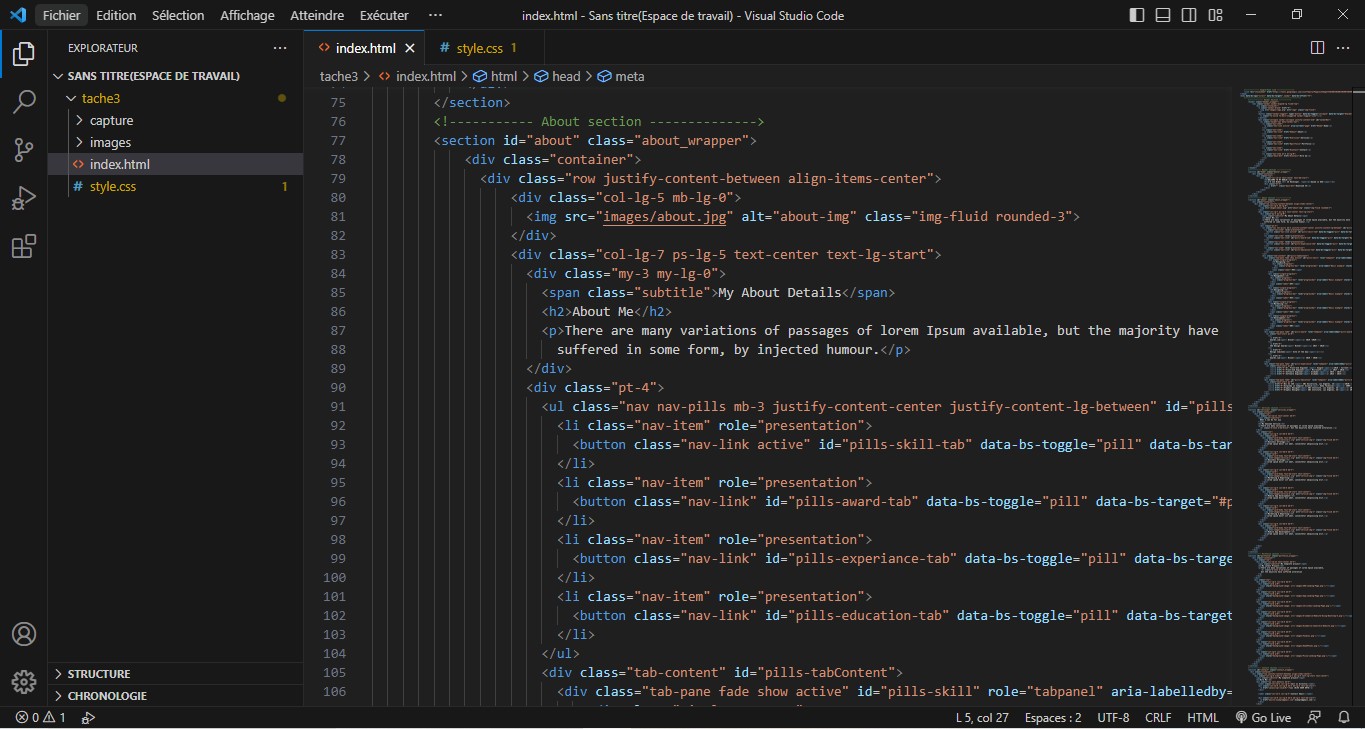 Fichier Edition Sélection Affichage Atteindre Exécuter ··· index.html - Sans titre(Espace de travail) - Visual Studio Code
EXPLORATEUR ···
SANS TITRE(ESPACE DE TRAVAIL)
tache3
capture
images
index.html
style.css 1
STRUCTURE
CHRONOLOGIE
index.html style.css 1
tache3 > index.html > html > head > meta
75 </section>
76 <!----------- About section -------------->
77 <section id="about" class="about_wrapper">
78 <div class="container">
79 <div class="row justify-content-between align-items-center">
80 <div class="col-lg-5 mb-lg-0">
81 <img src="images/about.jpg" alt="about-img" class="img-fluid rounded-3">
82 </div>
83 <div class="col-lg-7 ps-lg-5 text-center text-lg-start">
84 <div class="my-3 my-lg-0">
85 <span class="subtitle">My About Details</span>
86 <h2>About Me</h2>
87 <p>There are many variations of passages of lorem Ipsum available, but the majority have
88 suffered in some form, by injected humour.</p>
89 </div>
90 <div class="pt-4">
91 <ul class="nav nav-pills mb-3 justify-content-center justify-content-lg-between" id="pills
92 <li class="nav-item" role="presentation">
93 <button class="nav-link active" id="pills-skill-tab" data-bs-toggle="pill" data-bs-tar
94 </li>
95 <li class="nav-item" role="presentation">
96 <button class="nav-link" id="pills-award-tab" data-bs-toggle="pill" data-bs-target="#p
97 </li>
98 <li class="nav-item" role="presentation">
99 <button class="nav-link" id="pills-experiance-tab" data-bs-toggle="pill" data-bs-targe
100 </li>
101 <li class="nav-item" role="presentation">
102 <button class="nav-link" id="pills-education-tab" data-bs-toggle="pill" data-bs-target
103 </li>
104 </ul>
105 <div class="tab-content" id="pills-tabContent">
106 <div class="tab-pane fade show active" id="pills-skill" role="tabpanel" aria-labelledby=
0 1 L 5, col 27 Espaces : 2 UTF-8 CRLF HTML Go Live